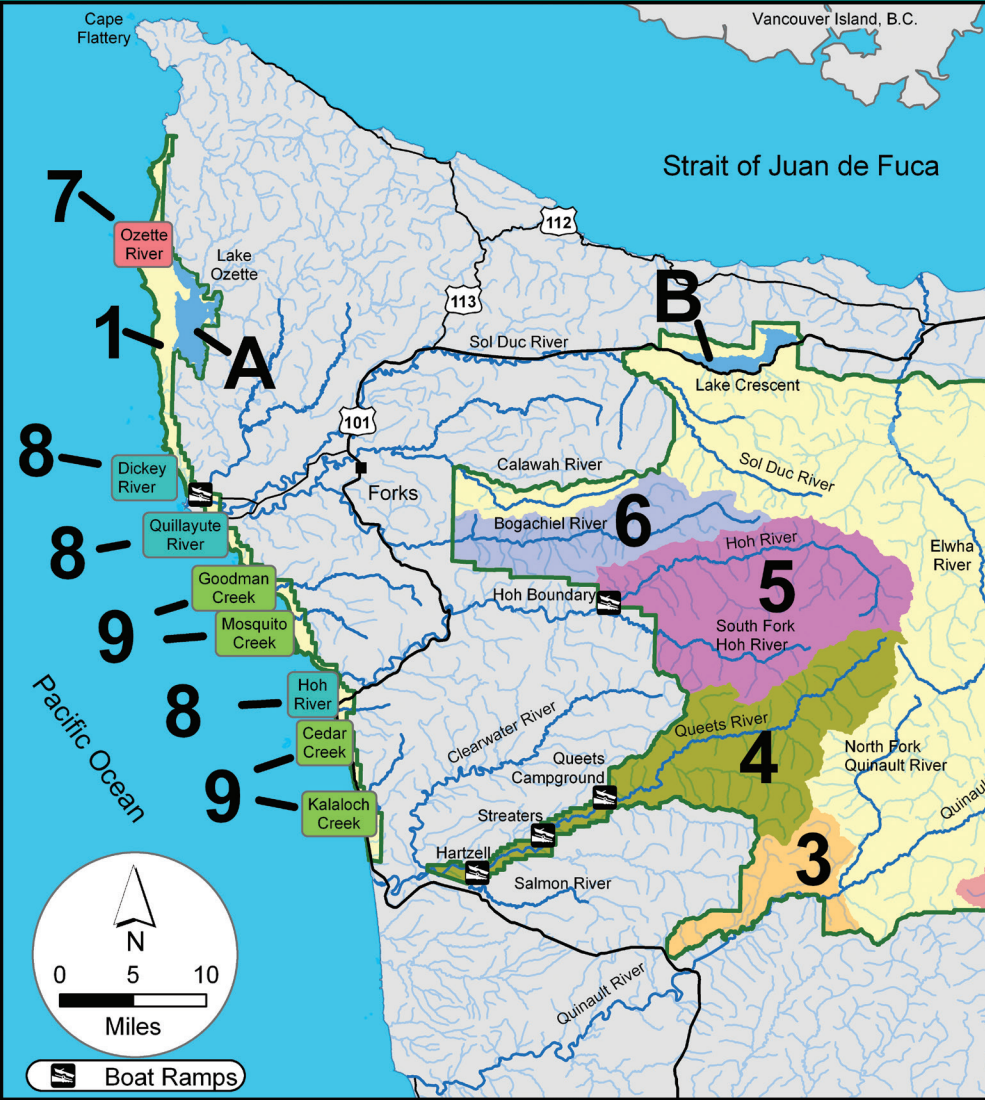 Cape
Flattery
Vancouver Island, B.C.
Strait of Juan de Fuca
7
Ozette
River
Lake
Ozette
112
113
B
1
A
Sol Duc River
Lake Crescent
101
8
Dickey
River
Calawah River
Sol Duc River
Forks
8
Quillayute
River
Bogachiel River
6
Hoh River
Elwha
River
Goodman
Creek
Hoh Boundary
5
9
Mosquito
Creek
South Fork
Hoh River
8
Hoh
River
Pacific Ocean
Clearwater River
Queets River
Cedar
Creek
4
North Fork
Quinault River
Queets
Campground
9
Kalaloch
Creek
Streaters
Quinaul
Hartzell
3
Salmon River
N
0 5 10
Miles
Quinault River
Boat Ramps